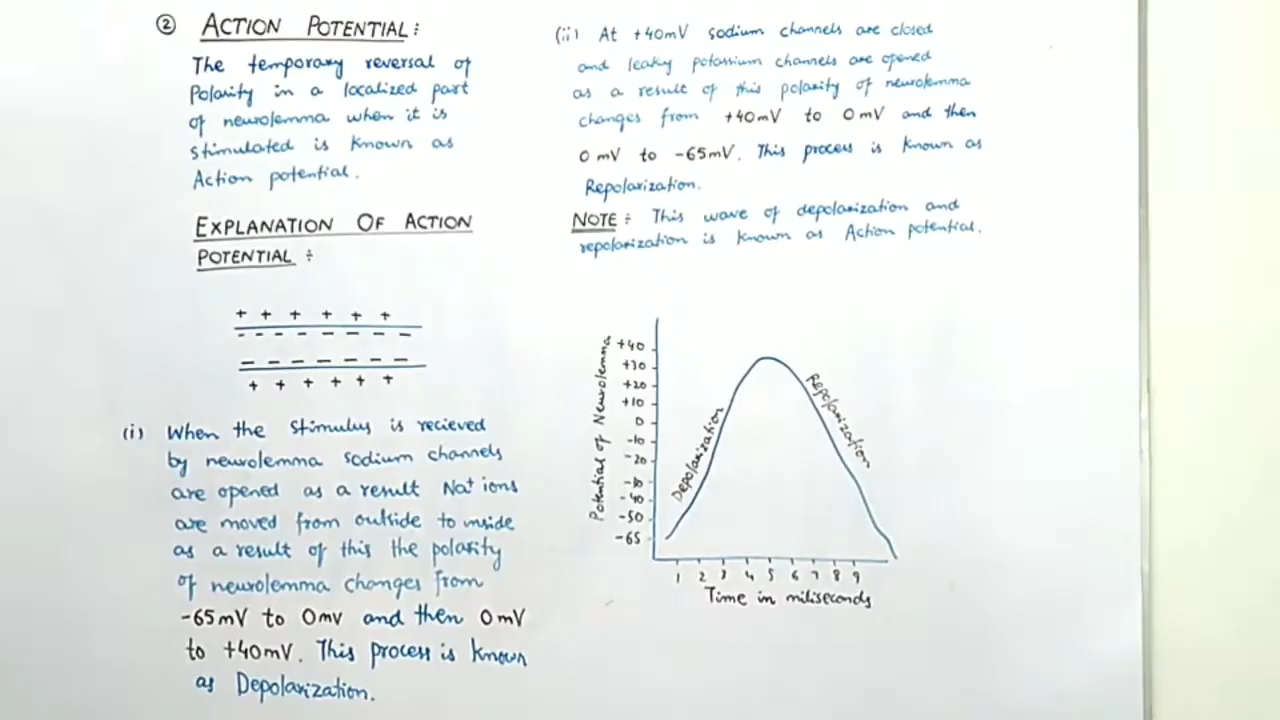 ② ACTION POTENTIAL:
The temporary reversal of
Polarity in a localized part
of neurolemma when it is
stimulated is known as
Action potential.
EXPLANATION OF ACTION
POTENTIAL :
+ + + + + +
- - - - - - -
- - - - - - -
+ + + + + +
(i) When the stimulus is recieved
by neurolemma sodium channels
are opened as a result Na+ ions
are moved from outside to inside
as a result of this the polarity
of neurolemma changes from
-65mV to 0mv and then 0mV
to +40mV. This process is known
as Depolarization.
(ii) At +40mV sodium channels are closed
and leaky potassium channels are opened
as a result of this polarity of neurolemma
changes from +40mV to 0mV and then
0mV to -65mV. This process is known as
Repolarization.
NOTE : This wave of depolarization and
repolarization is known as Action potential.
Potential of Neurolemma
+40
+30
+20
+10
0
-10
-20
-30
-40
-50
-65
Depolarization
Repolarization
1 2 3 4 5 6 7 8 9
Time in miliseconds